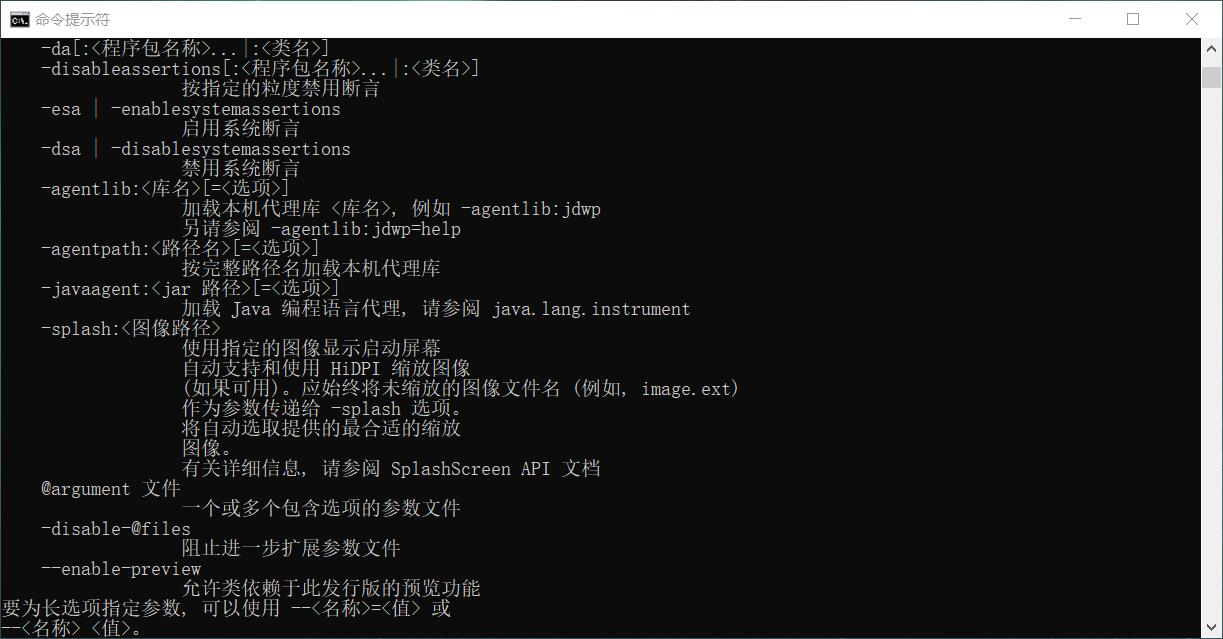 命令提示符
-da[:<程序包名称>...|:<类名>]
-disableassertions[:<程序包名称>...|:<类名>]
按指定的粒度禁用断言
-esa | -enablesystemassertions
启用系统断言
-dsa | -disablesystemassertions
禁用系统断言
-agentlib:<库名>[=<选项>]
加载本机代理库 <库名>, 例如 -agentlib:jdwp
另请参阅 -agentlib:jdwp=help
-agentpath:<路径名>[=<选项>]
按完整路径名加载本机代理库
-javaagent:<jar 路径>[=<选项>]
加载 Java 编程语言代理, 请参阅 java.lang.instrument
-splash:<图像路径>
使用指定的图像显示启动屏幕
自动支持和使用 HiDPI 缩放图像
(如果可用)。应始终将未缩放的图像文件名 (例如, image.ext)
作为参数传递给 -splash 选项。
将自动选取提供的最合适的缩放
图像。
有关详细信息, 请参阅 SplashScreen API 文档
@argument 文件
一个或多个包含选项的参数文件
-disable-@files
阻止进一步扩展参数文件
--enable-preview
允许类依赖于此发行版的预览功能
要为长选项指定参数, 可以使用 --<名称>=<值> 或
--<名称> <值>。